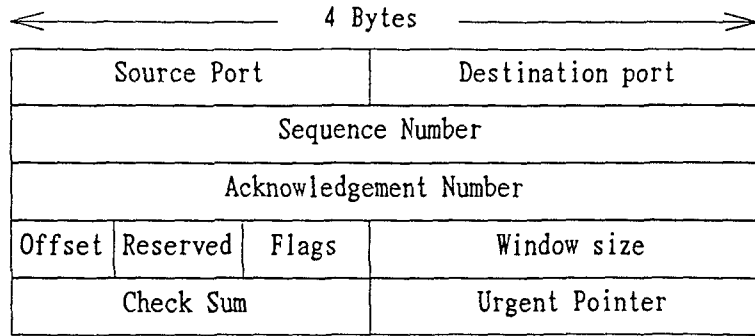 4 Bytes
Source Port Destination port
Sequence Number
Acknowledgement Number
Offset Reserved Flags Window size
Check Sum Urgent Pointer